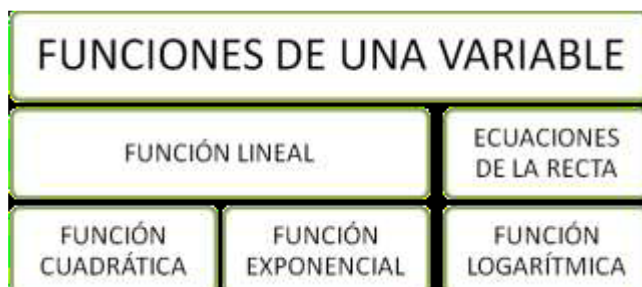 FUNCIONES DE UNA VARIABLE
FUNCIÓN LINEAL
ECUACIONES
DE LA RECTA
FUNCIÓN
CUADRÁTICA
FUNCIÓN
EXPONENCIAL
FUNCIÓN
LOGARÍTMICA